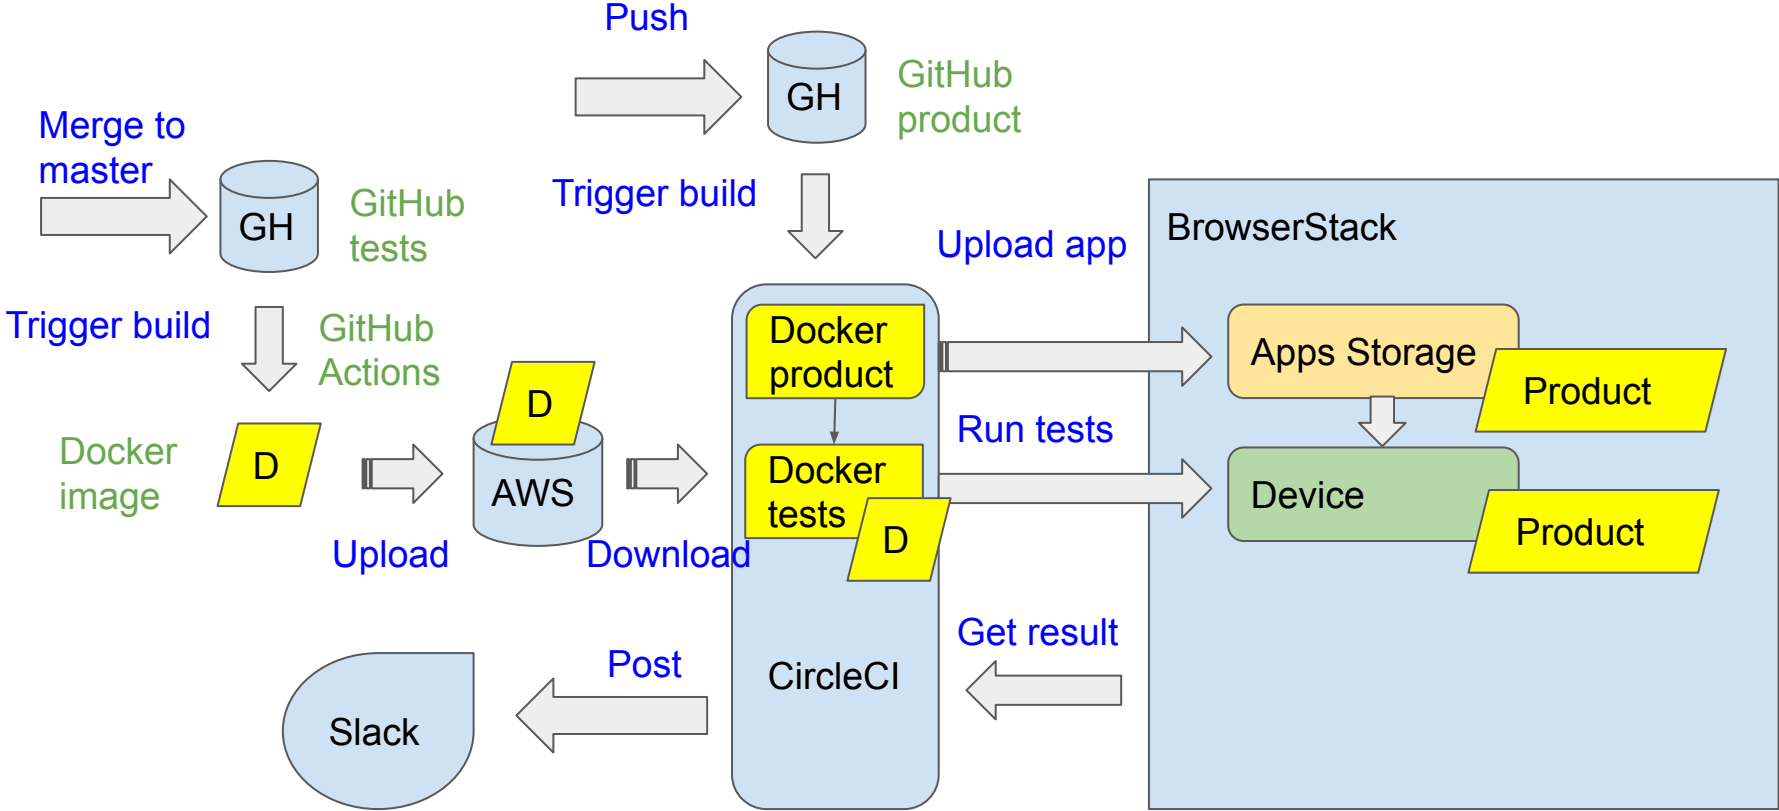 Push
GH
GitHub
product
Merge to
master
GH
GitHub
tests
Trigger build
BrowserStack
Upload app
Trigger build
GitHub
Actions
Docker
product
Apps Storage
Product
D
Run tests
Docker
image
D
AWS
Docker
tests
D
Device
Product
Upload
Download
Get result
Post
CircleCI
Slack